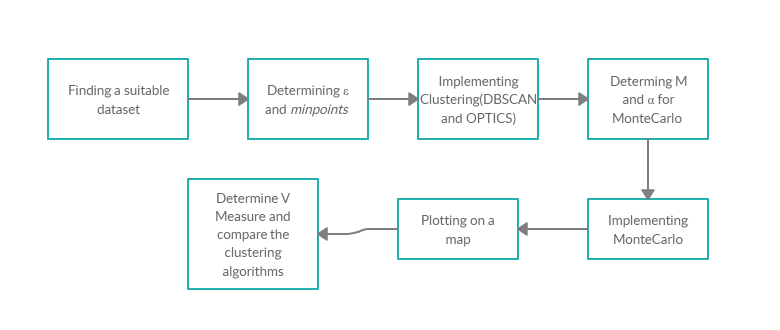 Finding a suitable
dataset
Determining ε
and minpoints
Implementing
Clustering(DBSCAN
and OPTICS)
Determing M
and α for
MonteCarlo
Implementing
MonteCarlo
Plotting on a
map
Determine V
Measure and
compare the
clustering
algorithms